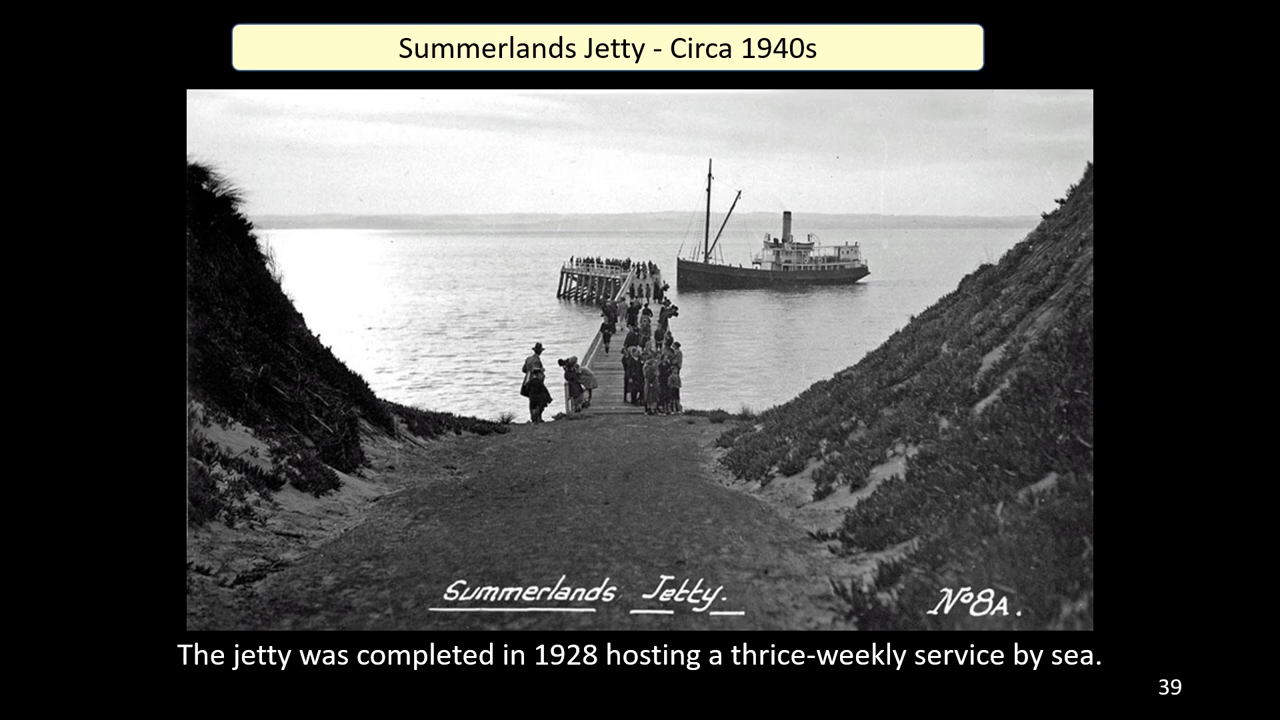 Summerlands Jetty - Circa 1940s
Summerlands Jetty.
Nº8A.
The jetty was completed in 1928 hosting a thrice-weekly service by sea.
39